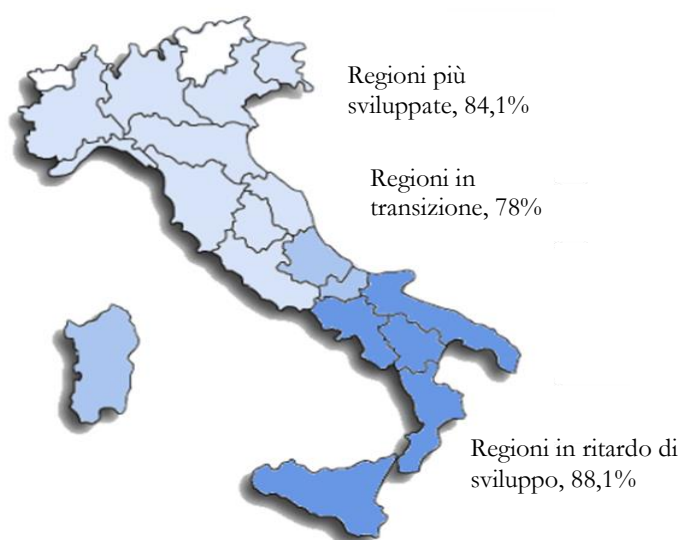 Regioni più
sviluppate, 84,1%
Regioni in
transizione, 78%
Regioni in ritardo di
sviluppo, 88,1%